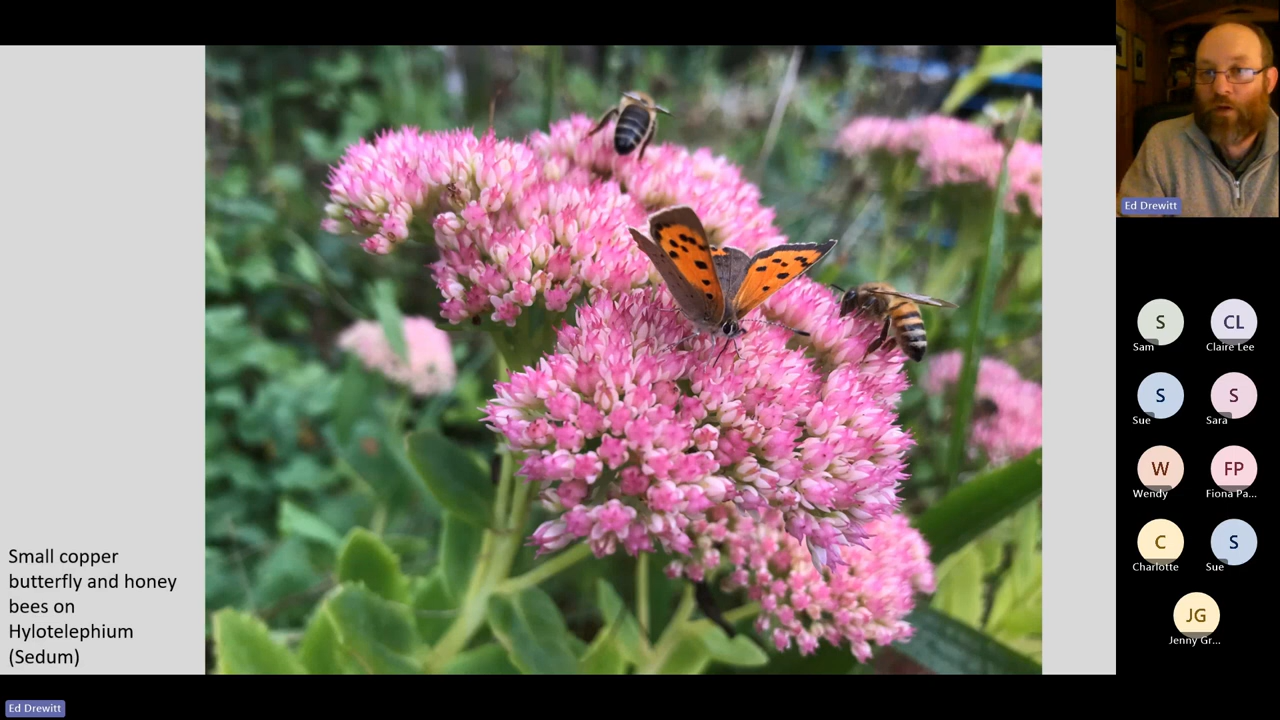 Small copper
butterfly and honey
bees on
Hylotelephium
(Sedum)
Ed Drewitt
Ed Drewitt
S
CL
Sam
Claire Lee
S
S
Sue
Sara
W
FP
Wendy
Fiona Pa...
C
S
Charlotte
Sue
JG
Jenny Gr...